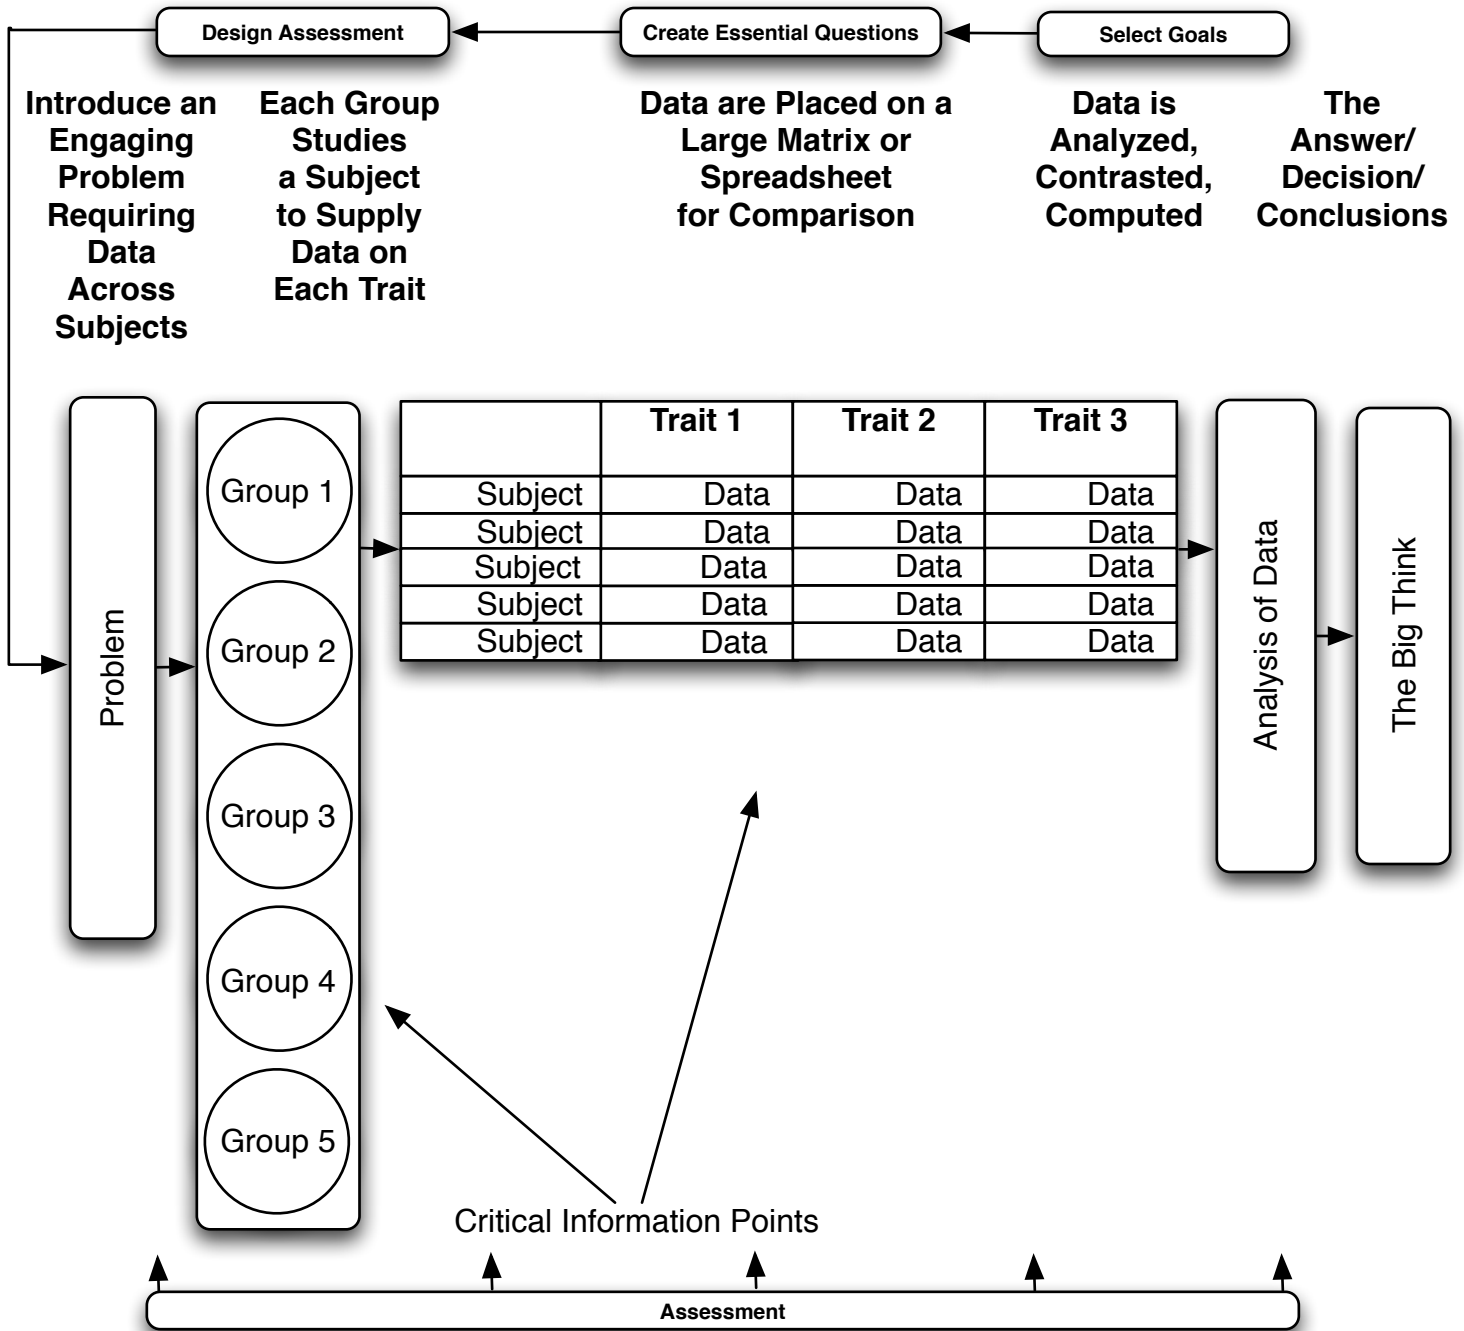 Design Assessment
Create Essential Questions
Select Goals
Introduce an
Engaging
Problem
Requiring
Data
Across
Subjects
Each Group
Studies
a Subject
to Supply
Data on
Each Trait
Data are Placed on a
Large Matrix or
Spreadsheet
for Comparison
Data is
Analyzed,
Contrasted,
Computed
The
Answer/
Decision/
Conclusions
Problem
Group 1
Group 2
Group 3
Group 4
Group 5
Trait 1 Trait 2 Trait 3
Subject Data Data Data
Subject Data Data Data
Subject Data Data Data
Subject Data Data Data
Subject Data Data Data
Analysis of Data
The Big Think
Critical Information Points
Assessment